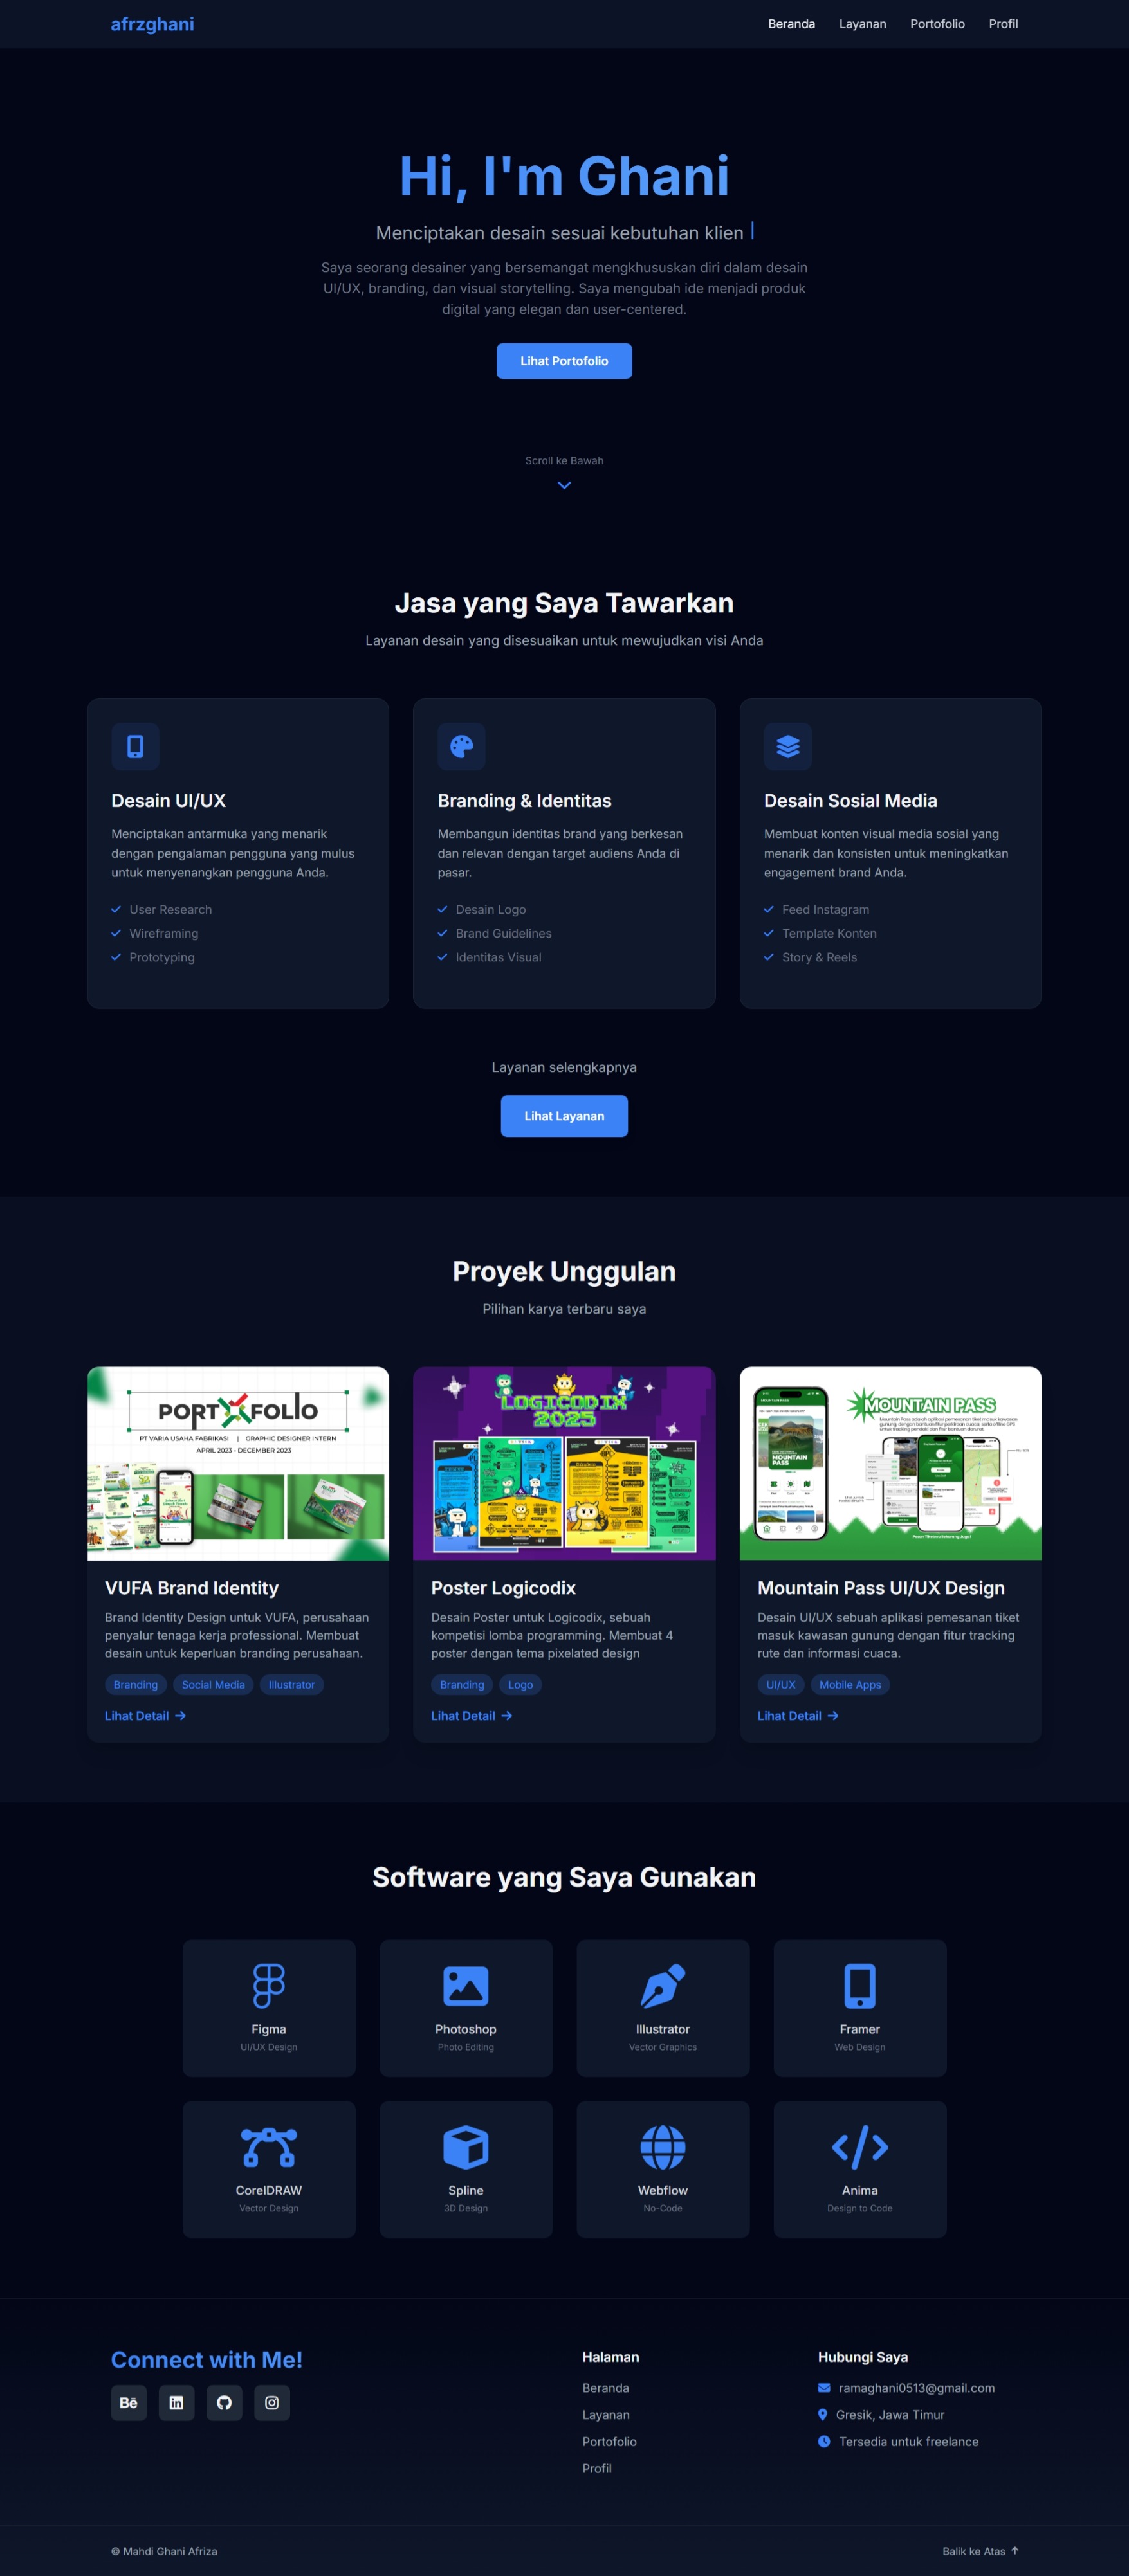 afrzghani
Beranda
Layanan
Portofolio
Profil
Hi, I'm Ghani
Menciptakan desain sesuai kebutuhan klien
Saya seorang desainer yang bersemangat mengkhususkan diri dalam desain
UI/UX, branding, dan visual storytelling. Saya mengubah ide menjadi produk
digital yang elegan dan user-centered.
Lihat Portofolio
Scroll ke Bawah
Jasa yang Saya Tawarkan
Layanan desain yang disesuaikan untuk mewujudkan visi Anda
Desain UI/UX
Menciptakan antarmuka yang menarik
dengan pengalaman pengguna yang mulus
untuk menyenangkan pengguna Anda.
User Research
Wireframing
Prototyping
Branding & Identitas
Membangun identitas brand yang berkesan
dan relevan dengan target audiens Anda di
pasar.
Desain Logo
Brand Guidelines
Identitas Visual
Desain Sosial Media
Membuat konten visual media sosial yang
menarik dan konsisten untuk meningkatkan
engagement brand Anda.
Feed Instagram
Template Konten
Story & Reels
Layanan selengkapnya
Lihat Layanan
Proyek Unggulan
Pilihan karya terbaru saya
PORTXFOLIO
PT VARIA USAHA FABRIKASI | GRAPHIC DESIGNER INTERN
APRIL 2023 - DECEMBER 2023
VUFA Brand Identity
Brand Identity Design untuk VUFA, perusahaan
penyalur tenaga kerja professional. Membuat
desain untuk keperluan branding perusahaan.
Branding
Social Media
Illustrator
Lihat Detail
LOGICODIX
2025
Poster Logicodix
Desain Poster untuk Logicodix, sebuah
kompetisi lomba programming. Membuat 4
poster dengan tema pixelated design
Branding
Logo
Lihat Detail
MOUNTAIN PASS
MOUNTAIN
PASS
Mountain Pass UI/UX Design
Desain UI/UX sebuah aplikasi pemesanan tiket
masuk kawasan gunung dengan fitur tracking
rute dan informasi cuaca.
UI/UX
Mobile Apps
Lihat Detail
Software yang Saya Gunakan
Figma
UI/UX Design
Photoshop
Photo Editing
Illustrator
Vector Graphics
Framer
Web Design
CorelDRAW
Vector Design
Spline
3D Design
Webflow
No-Code
Anima
Design to Code
Connect with Me!
Bē
in
Halaman
Beranda
Layanan
Portofolio
Profil
Hubungi Saya
ramaghani0513@gmail.com
Gresik, Jawa Timur
Tersedia untuk freelance
© Mahdi Ghani Afriza
Balik ke Atas